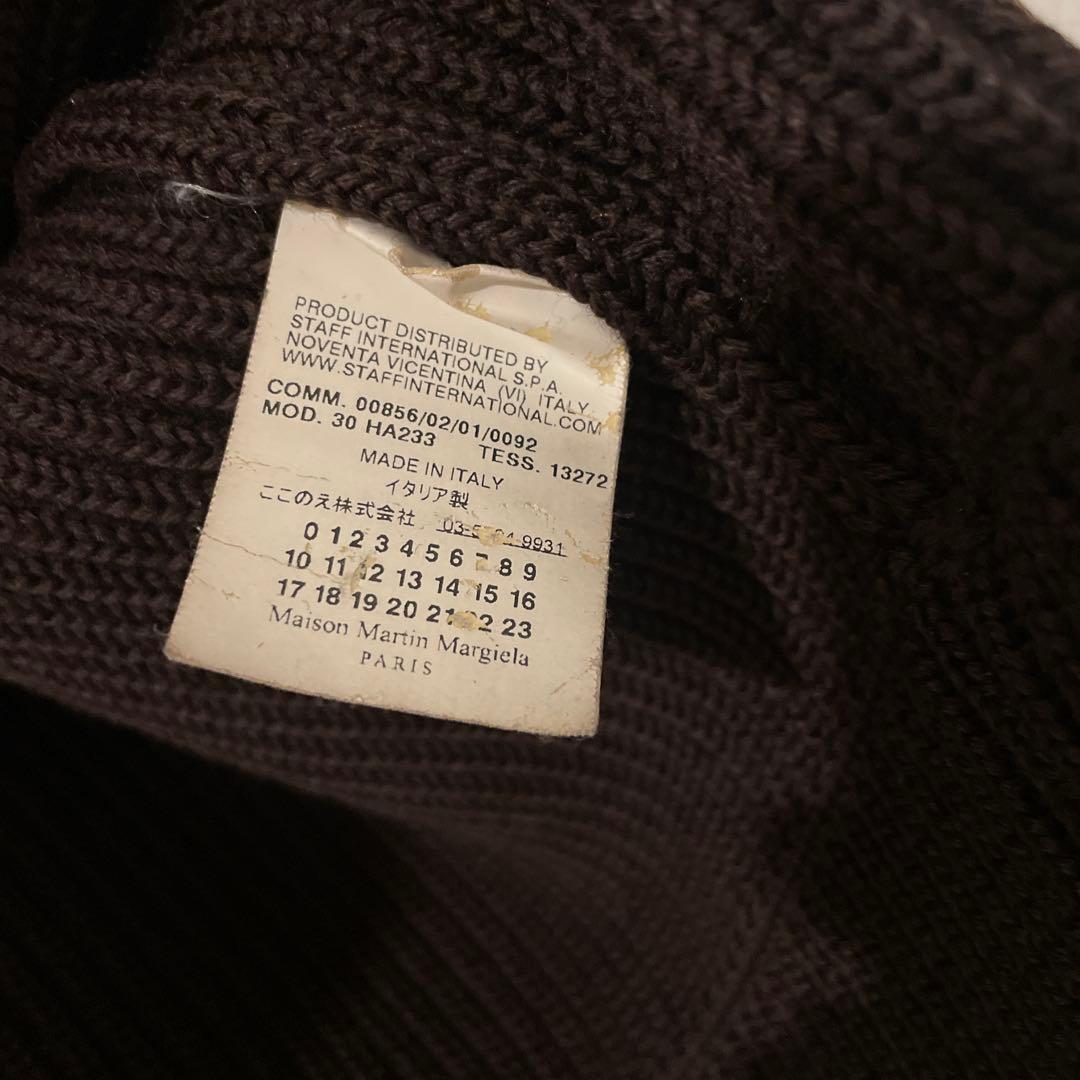 PRODUCT DISTRIBUTED BY
STAFF INTERNATIONAL S.P.A.
NOVENTA VICENTINA (VI) ITALY
WWW.STAFFINTERNATIONAL.COM
COMM. 00856/02/01/0092
MOD. 30 HA233 TESS. 13272
MADE IN ITALY
イタリア製
ここのえ株式会社
0 1 2 3 4 5 6 7 8 9
10 11 12 13 14 15 16
17 18 19 20 21 22 23
Maison Martin Margiela
PARIS